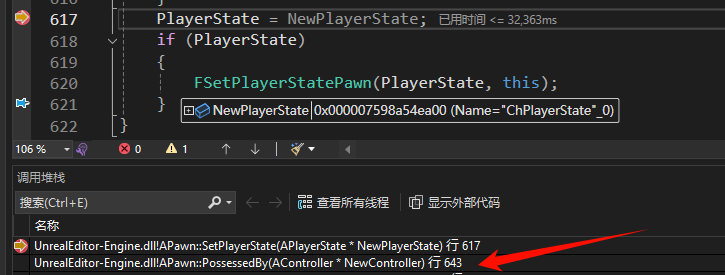 }
617 PlayerState = NewPlayerState; 已用时间 <= 32,363ms
618 if (PlayerState)
619 {
620 FSetPlayerStatePawn(PlayerState, this);
621 }
NewPlayerState 0x000007598a54ea00 (Name="ChPlayerState"_0)
622 }
106 % 0 1
调用堆栈
搜索(Ctrl+E) 查看所有线程 显示外部代码
名称
UnrealEditor-Engine.dll!APawn::SetPlayerState(APlayerState * NewPlayerState) 行 617
UnrealEditor-Engine.dll!APawn::PossessedBy(AController * NewController) 行 643